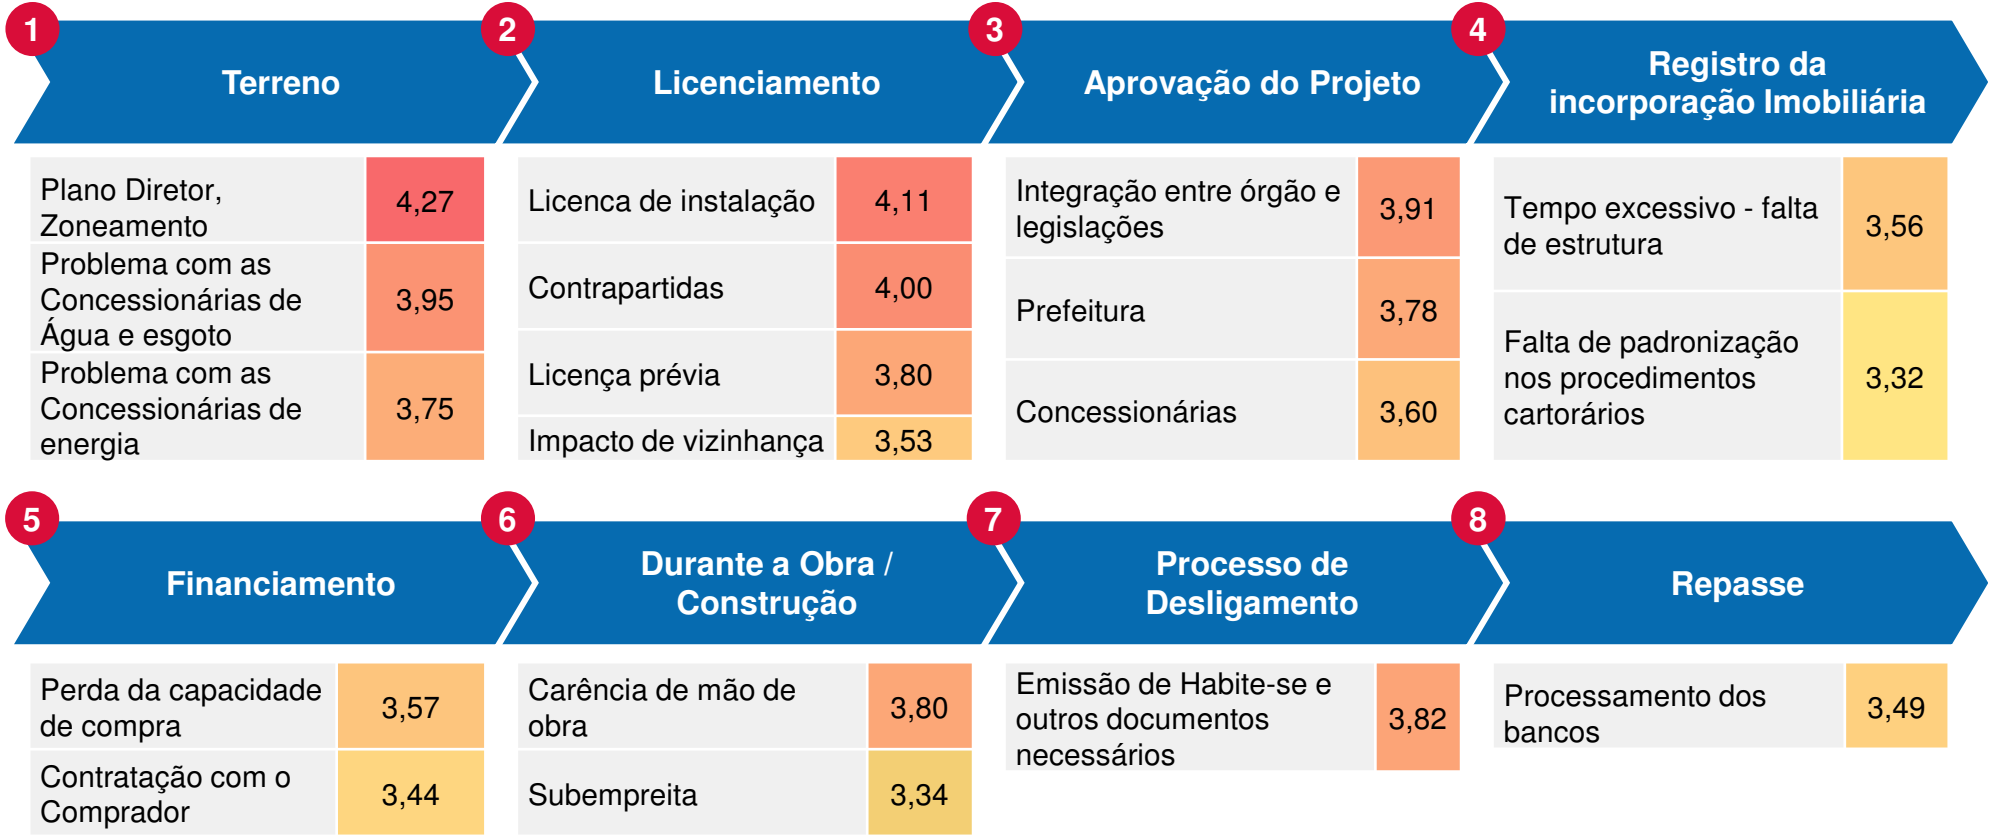 1
Terreno
Plano Diretor,
Zoneamento
4,27
Problema com as
Concessionárias de
Água e esgoto
3,95
Problema com as
Concessionárias de
energia
3,75
2
Licenciamento
Licenca de instalação
4,11
Contrapartidas
4,00
Licença prévia
3,80
Impacto de vizinhança
3,53
3
Aprovação do Projeto
Integração entre órgão e
legislações
3,91
Prefeitura
3,78
Concessionárias
3,60
4
Registro da
incorporação Imobiliária
Tempo excessivo - falta
de estrutura
3,56
Falta de padronização
nos procedimentos
cartorários
3,32
5
Financiamento
Perda da capacidade
de compra
3,57
Contratação com o
Comprador
3,44
6
Durante a Obra /
Construção
Carência de mão de
obra
3,80
Subempreita
3,34
7
Processo de
Desligamento
Emissão de Habite-se e
outros documentos
necessários
3,82
8
Repasse
Processamento dos
bancos
3,49